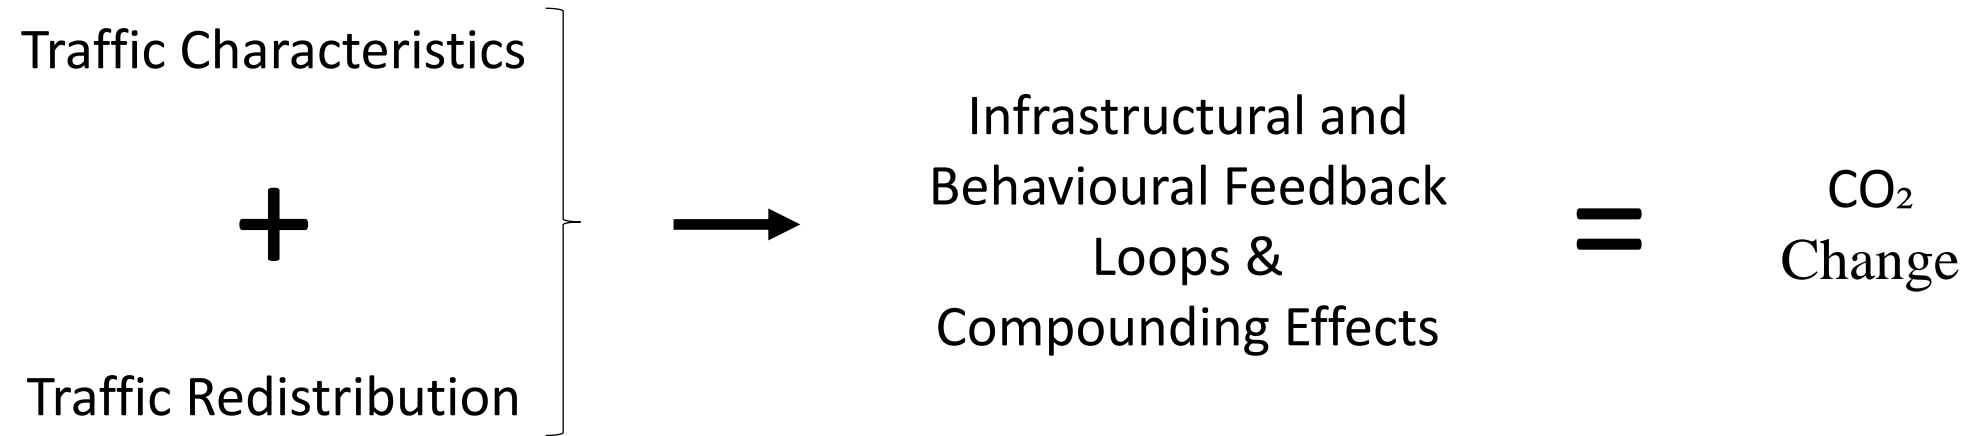 Traffic Characteristics
+
Traffic Redistribution
Infrastructural and
Behavioural Feedback
Loops &
Compounding Effects
=
CO₂
Change